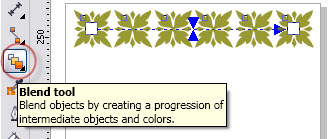 250
Blend tool
Blend objects by creating a progression of
intermediate objects and colors.